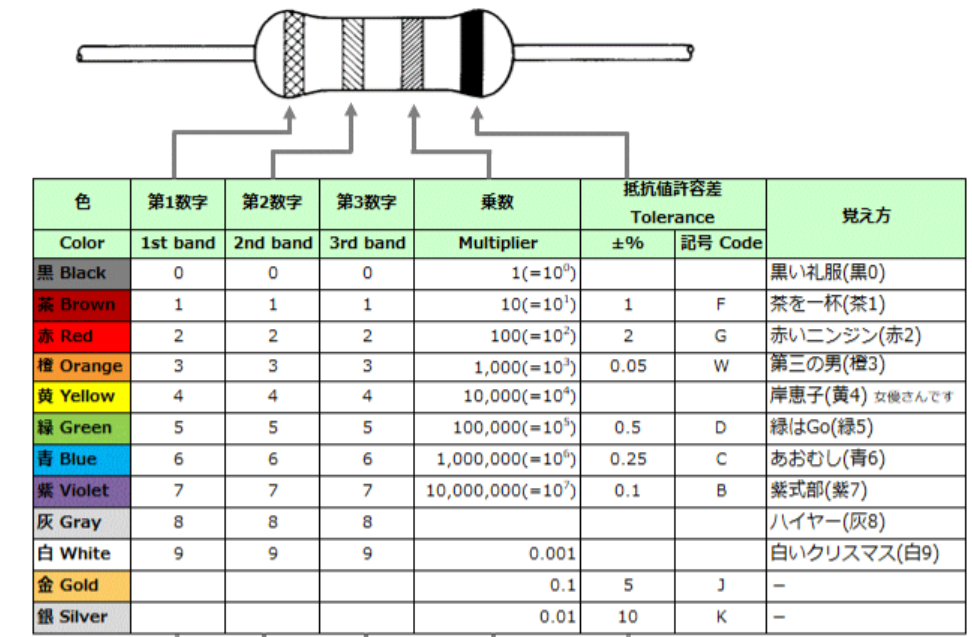 色 第1数字 第2数字 第3数字 乗数 抵抗値許容差 Tolerance 覚え方
Color 1st band 2nd band 3rd band Multiplier ±% 記号 Code
黒 Black 0 0 0 1(=10⁰) 黒い礼服(黒0)
茶 Brown 1 1 1 10(=10¹) 1 F 茶を一杯(茶1)
赤 Red 2 2 2 100(=10²) 2 G 赤いニンジン(赤2)
橙 Orange 3 3 3 1,000(=10³) 0.05 W 第三の男(橙3)
黄 Yellow 4 4 4 10,000(=10⁴) 岸恵子(黄4) 女優さんです
緑 Green 5 5 5 100,000(=10⁵) 0.5 D 緑はGo(緑5)
青 Blue 6 6 6 1,000,000(=10⁶) 0.25 C あおむし(青6)
紫 Violet 7 7 7 10,000,000(=10⁷) 0.1 B 紫式部(紫7)
灰 Gray 8 8 8 ハイヤー(灰8)
白 White 9 9 9 0.001 白いクリスマス(白9)
金 Gold 0.1 5 J –
銀 Silver 0.01 10 K –